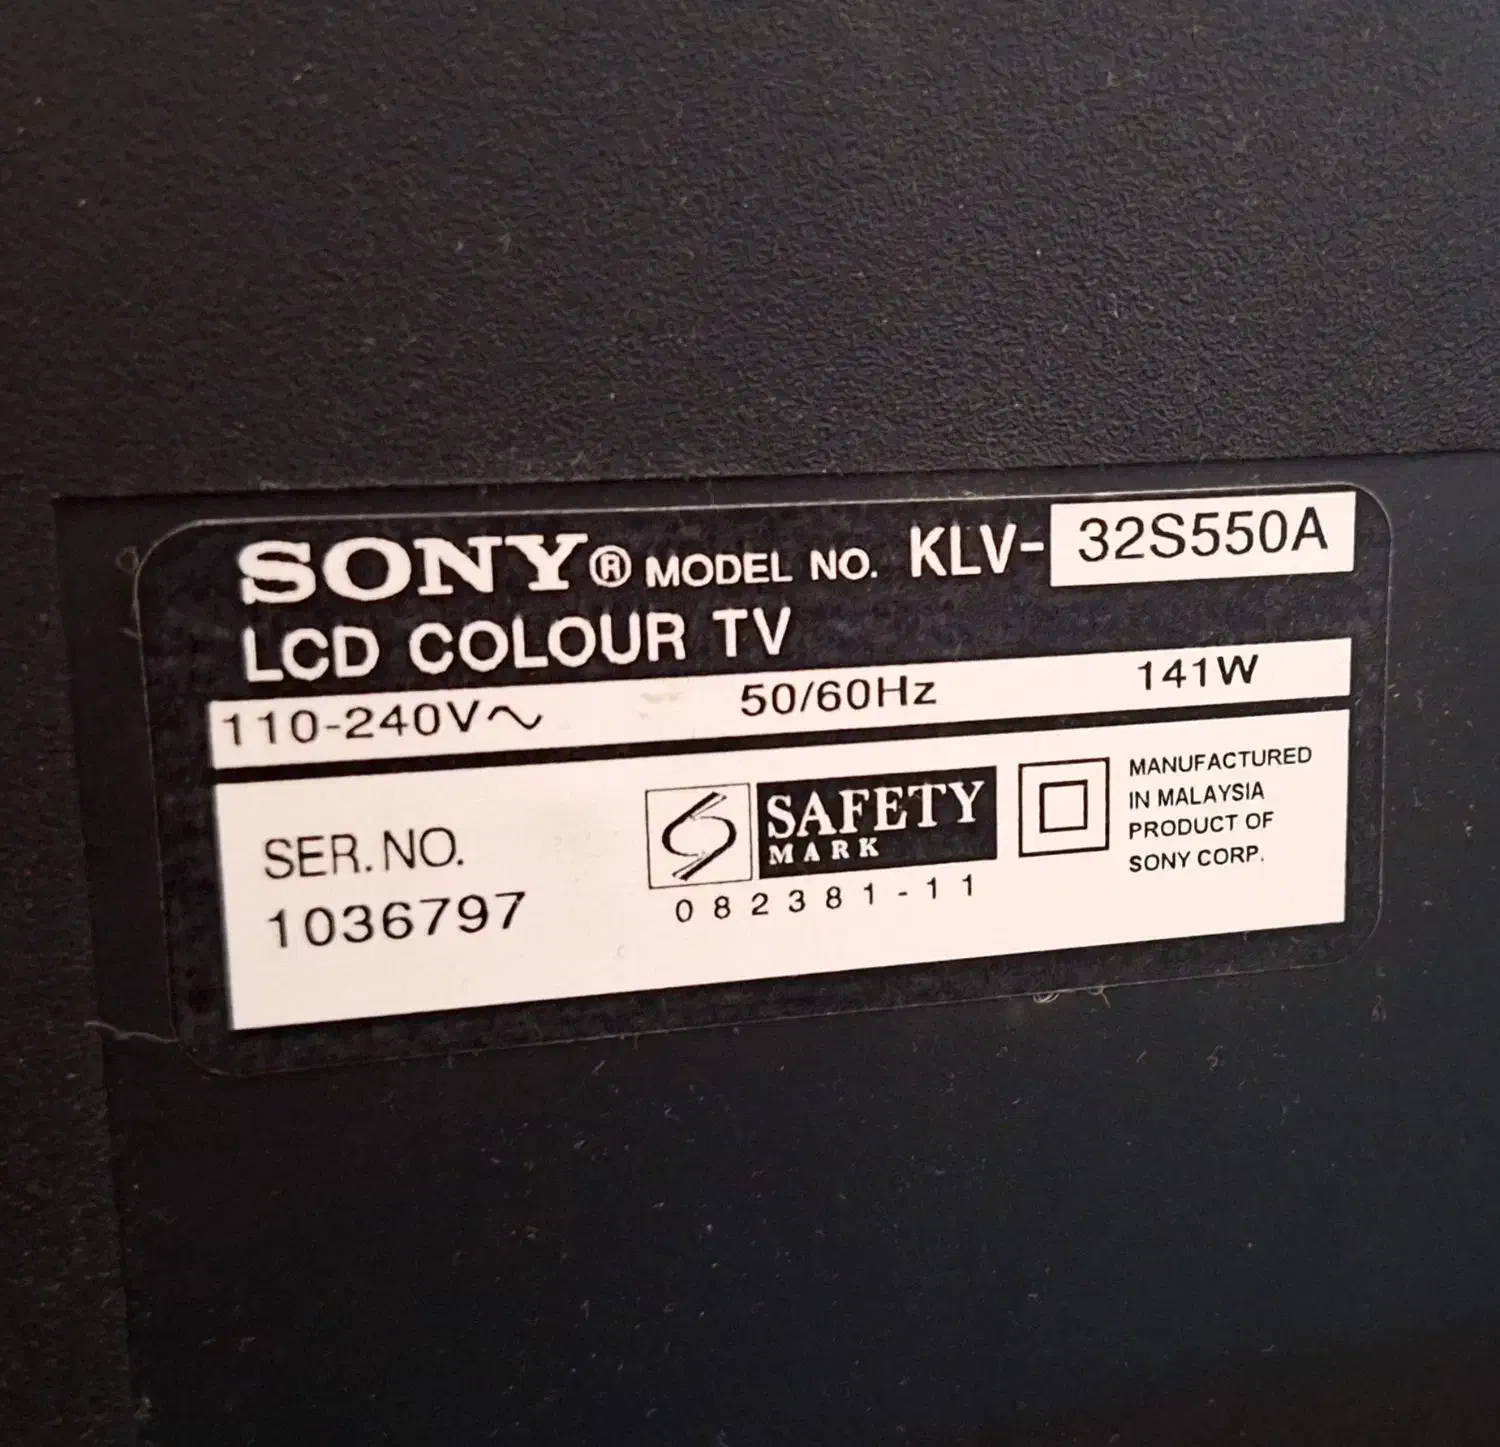 SONY® MODEL NO. KLV-32S550A
LCD COLOUR TV
110-240V~ 50/60Hz 141W
SER. NO.
1036797
SAFETY
MARK
082381-11
MANUFACTURED
IN MALAYSIA
PRODUCT OF
SONY CORP.